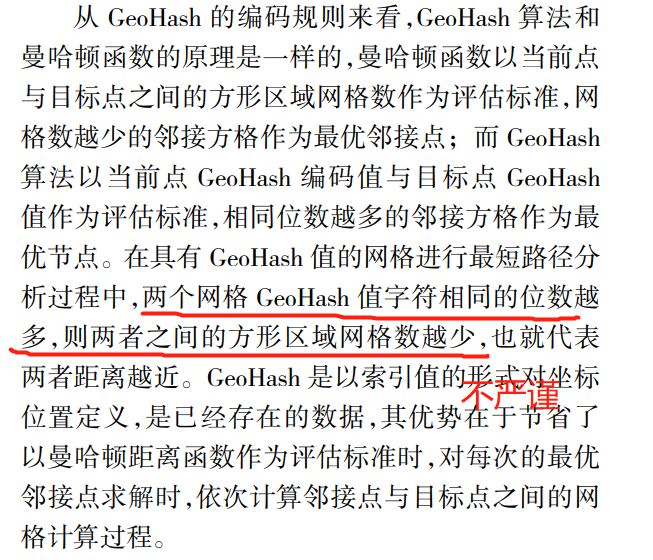 从 GeoHash 的编码规则来看,GeoHash 算法和
曼哈顿函数的原理是一样的,曼哈顿函数以当前点
与目标点之间的方形区域网格数作为评估标准,网
格数越少的邻接方格作为最优邻接点；而 GeoHash
算法以当前点 GeoHash 编码值与目标点 GeoHash
值作为评估标准,相同位数越多的邻接方格作为最
优节点。在具有 GeoHash 值的网格进行最短路径分
析过程中,两个网格 GeoHash 值字符相同的位数越
多,则两者之间的方形区域网格数越少,也就代表
两者距离越近。GeoHash 是以索引值的形式对坐标
不严谨
位置定义,是已经存在的数据,其优势在于节省了
以曼哈顿距离函数作为评估标准时,对每次的最优
邻接点求解时,依次计算邻接点与目标点之间的网
格计算过程。